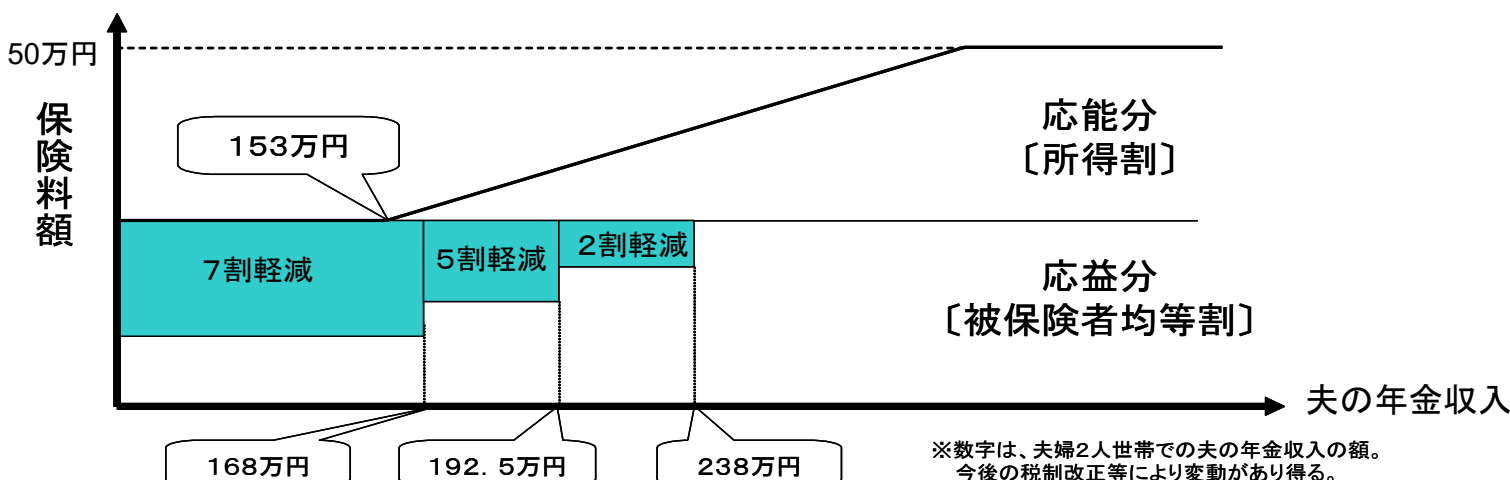 50万円
保険料額
153万円
応能分
〔所得割〕
7割軽減
5割軽減
2割軽減
応益分
〔被保険者均等割〕
夫の年金収入
168万円
192.5万円
238万円
※数字は、夫婦2人世帯での夫の年金収入の額。
今後の税制改正等により変動があり得る。